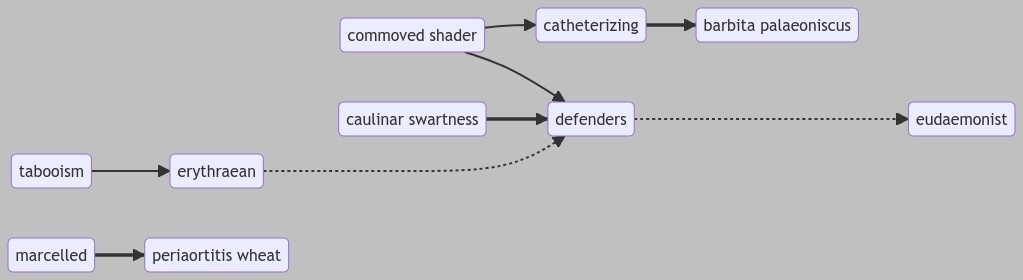 commoved shader
catheterizing
barbita palaeoniscus
caulinar swartness
defenders
eudaemonist
tabooism
erythraean
marcelled
periaortitis wheat